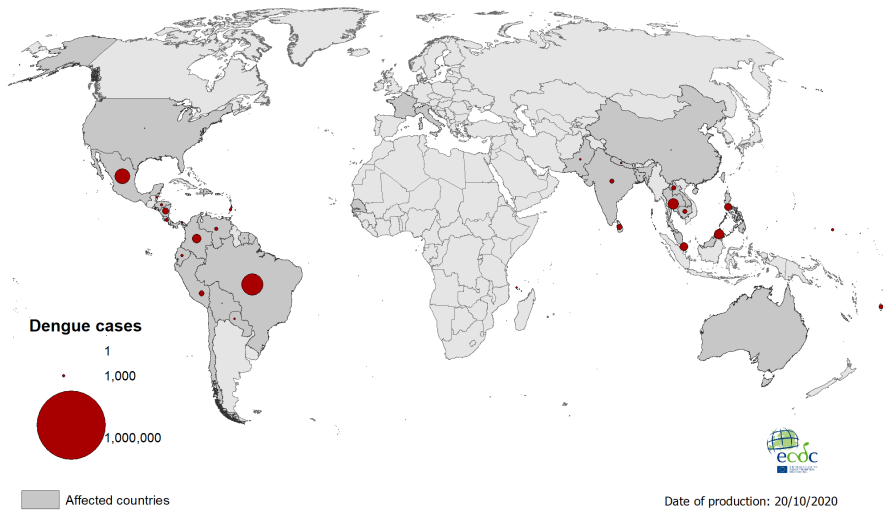 Dengue cases
1
1,000
1,000,000
Affected countries
ecdc
Date of production: 20/10/2020